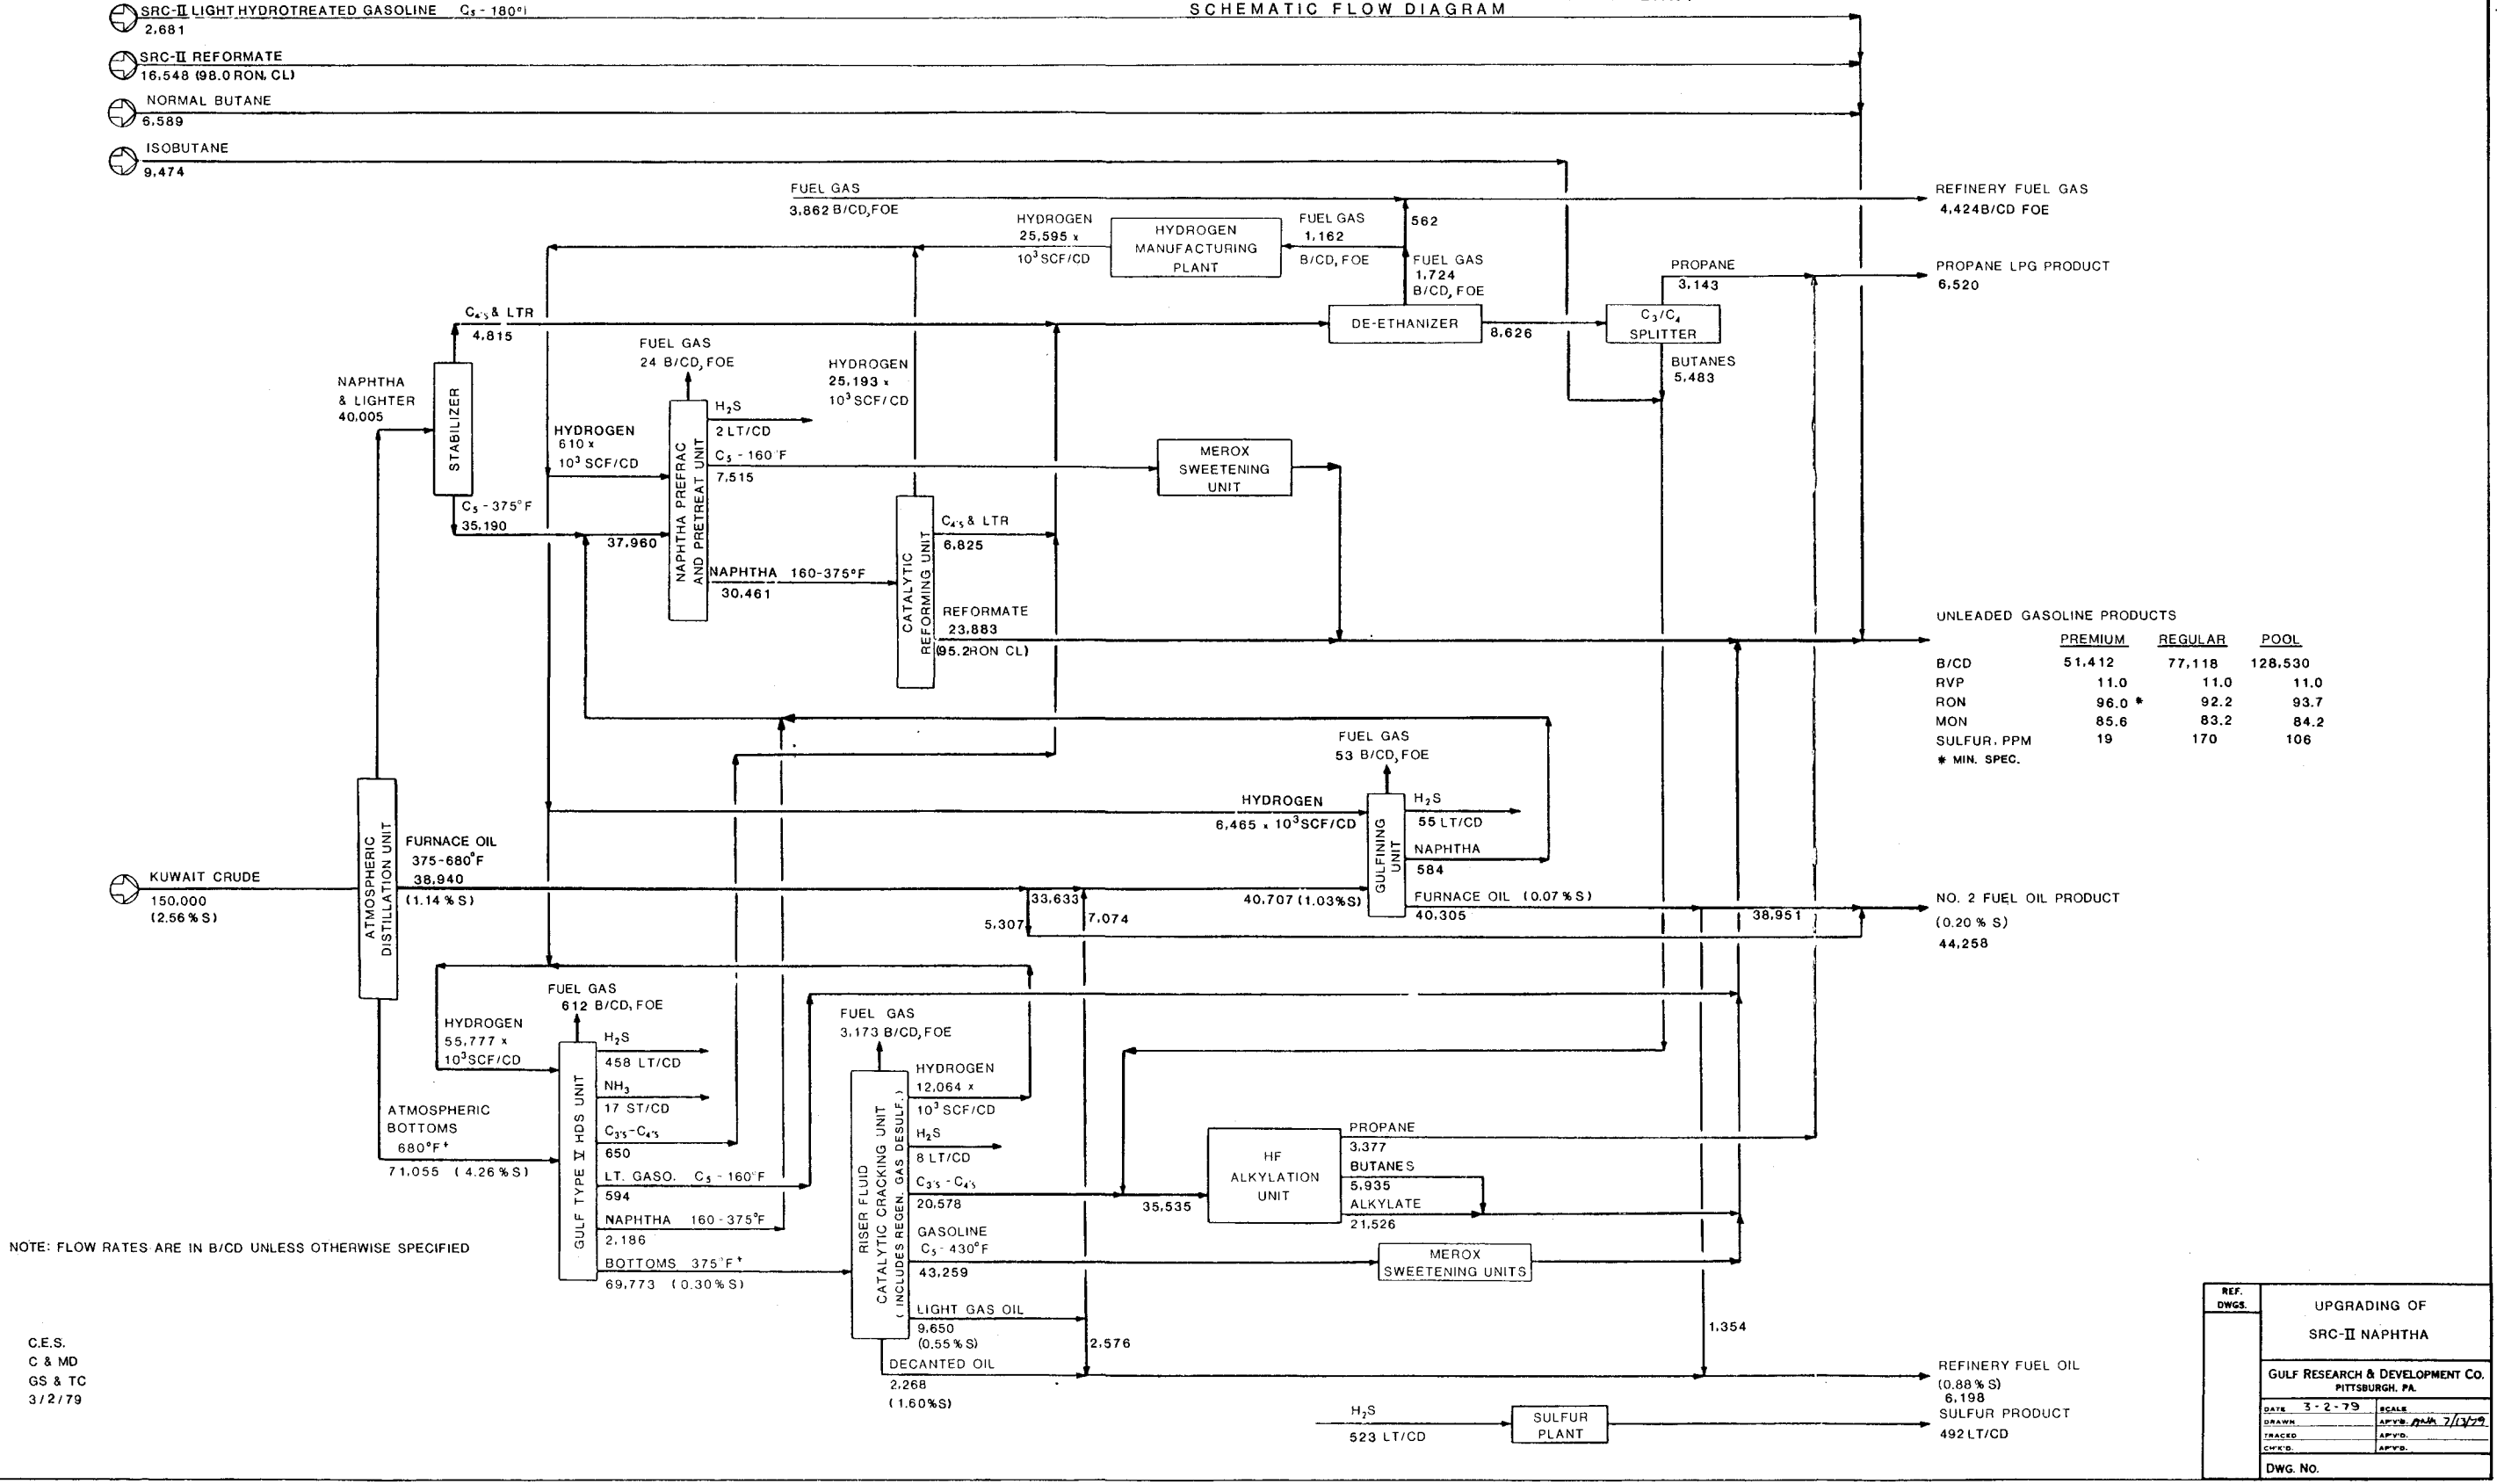 SCHEMATIC FLOW DIAGRAM
SRC-II LIGHT HYDROTREATED GASOLINE C5 - 180°
2,681
SRC-II REFORMATE
16,548 (98.0 RON, CL)
NORMAL BUTANE
6,589
ISOBUTANE
9,474
FUEL GAS
3,862 B/CD, FOE
REFINERY FUEL GAS
4,424 B/CD FOE
562
HYDROGEN
25,595 x
10³ SCF/CD
HYDROGEN
MANUFACTURING
PLANT
FUEL GAS
1,162
B/CD, FOE
FUEL GAS
1,724
B/CD, FOE
PROPANE
3,143
PROPANE LPG PRODUCT
6,520
C4's & LTR
4,815
DE-ETHANIZER
8,626
C3/C4
SPLITTER
BUTANES
5,483
NAPHTHA
& LIGHTER
40,005
STABILIZER
FUEL GAS
24 B/CD, FOE
HYDROGEN
25,193 x
10³ SCF/CD
HYDROGEN
610 x
10³ SCF/CD
NAPHTHA PREFRAC
AND PRETREAT UNIT
H2S
2 LT/CD
C5 - 160°F
7,515
MEROX
SWEETENING
UNIT
C5 - 375°F
35,190
37,960
NAPHTHA 160-375°F
30,461
CATALYTIC
REFORMING UNIT
C4's & LTR
6,825
REFORMATE
23,883
(95.2 RON CL)
UNLEADED GASOLINE PRODUCTS
PREMIUM REGULAR POOL
B/CD 51,412 77,118 128,530
RVP 11.0 11.0 11.0
RON 96.0 * 92.2 93.7
MON 85.6 83.2 84.2
SULFUR, PPM 19 170 106
* MIN. SPEC.
FUEL GAS
53 B/CD, FOE
HYDROGEN
6,465 x 10³ SCF/CD
GULFINING
UNIT
H2S
55 LT/CD
NAPHTHA
584
FURNACE OIL (0.07 % S)
40,305
38,951
NO. 2 FUEL OIL PRODUCT
(0.20 % S)
44,258
KUWAIT CRUDE
150,000
(2.56 % S)
ATMOSPHERIC
DISTILLATION UNIT
FURNACE OIL
375-680°F
38,940
(1.14 % S)
33,633
5,307
7,074
40,707 (1.03%S)
FUEL GAS
612 B/CD, FOE
HYDROGEN
55,777 x
10³ SCF/CD
ATMOSPHERIC
BOTTOMS
680°F+
71,055 (4.26 % S)
GULF TYPE V HDS UNIT
H2S
458 LT/CD
NH3
17 ST/CD
C3's-C4's
650
LT. GASO. C5 - 160°F
594
NAPHTHA 160-375°F
2,186
BOTTOMS 375°F+
69,773 (0.30 % S)
FUEL GAS
3,173 B/CD, FOE
RISER FLUID
CATALYTIC CRACKING UNIT
( INCLUDES REGEN. GAS DESULF. )
HYDROGEN
12,064 x
10³ SCF/CD
H2S
8 LT/CD
C3's - C4's
20,578
35,535
GASOLINE
C5 - 430°F
43,259
LIGHT GAS OIL
9,650
(0.55 % S)
2,576
DECANTED OIL
2,268
(1.60%S)
HF
ALKYLATION
UNIT
PROPANE
3,377
BUTANES
5,935
ALKYLATE
21,526
MEROX
SWEETENING UNITS
1,354
REFINERY FUEL OIL
(0.88 % S)
6,198
H2S
523 LT/CD
SULFUR
PLANT
SULFUR PRODUCT
492 LT/CD
NOTE: FLOW RATES ARE IN B/CD UNLESS OTHERWISE SPECIFIED
C.E.S.
C & MD
GS & TC
3/2/79
REF.
DWGS.
UPGRADING OF
SRC-II NAPHTHA
GULF RESEARCH & DEVELOPMENT CO.
PITTSBURGH, PA.
DATE 3-2-79 SCALE
DRAWN APV'D. 7/13/79
TRACED APV'D.
CH'K'D. APV'D.
DWG. NO.